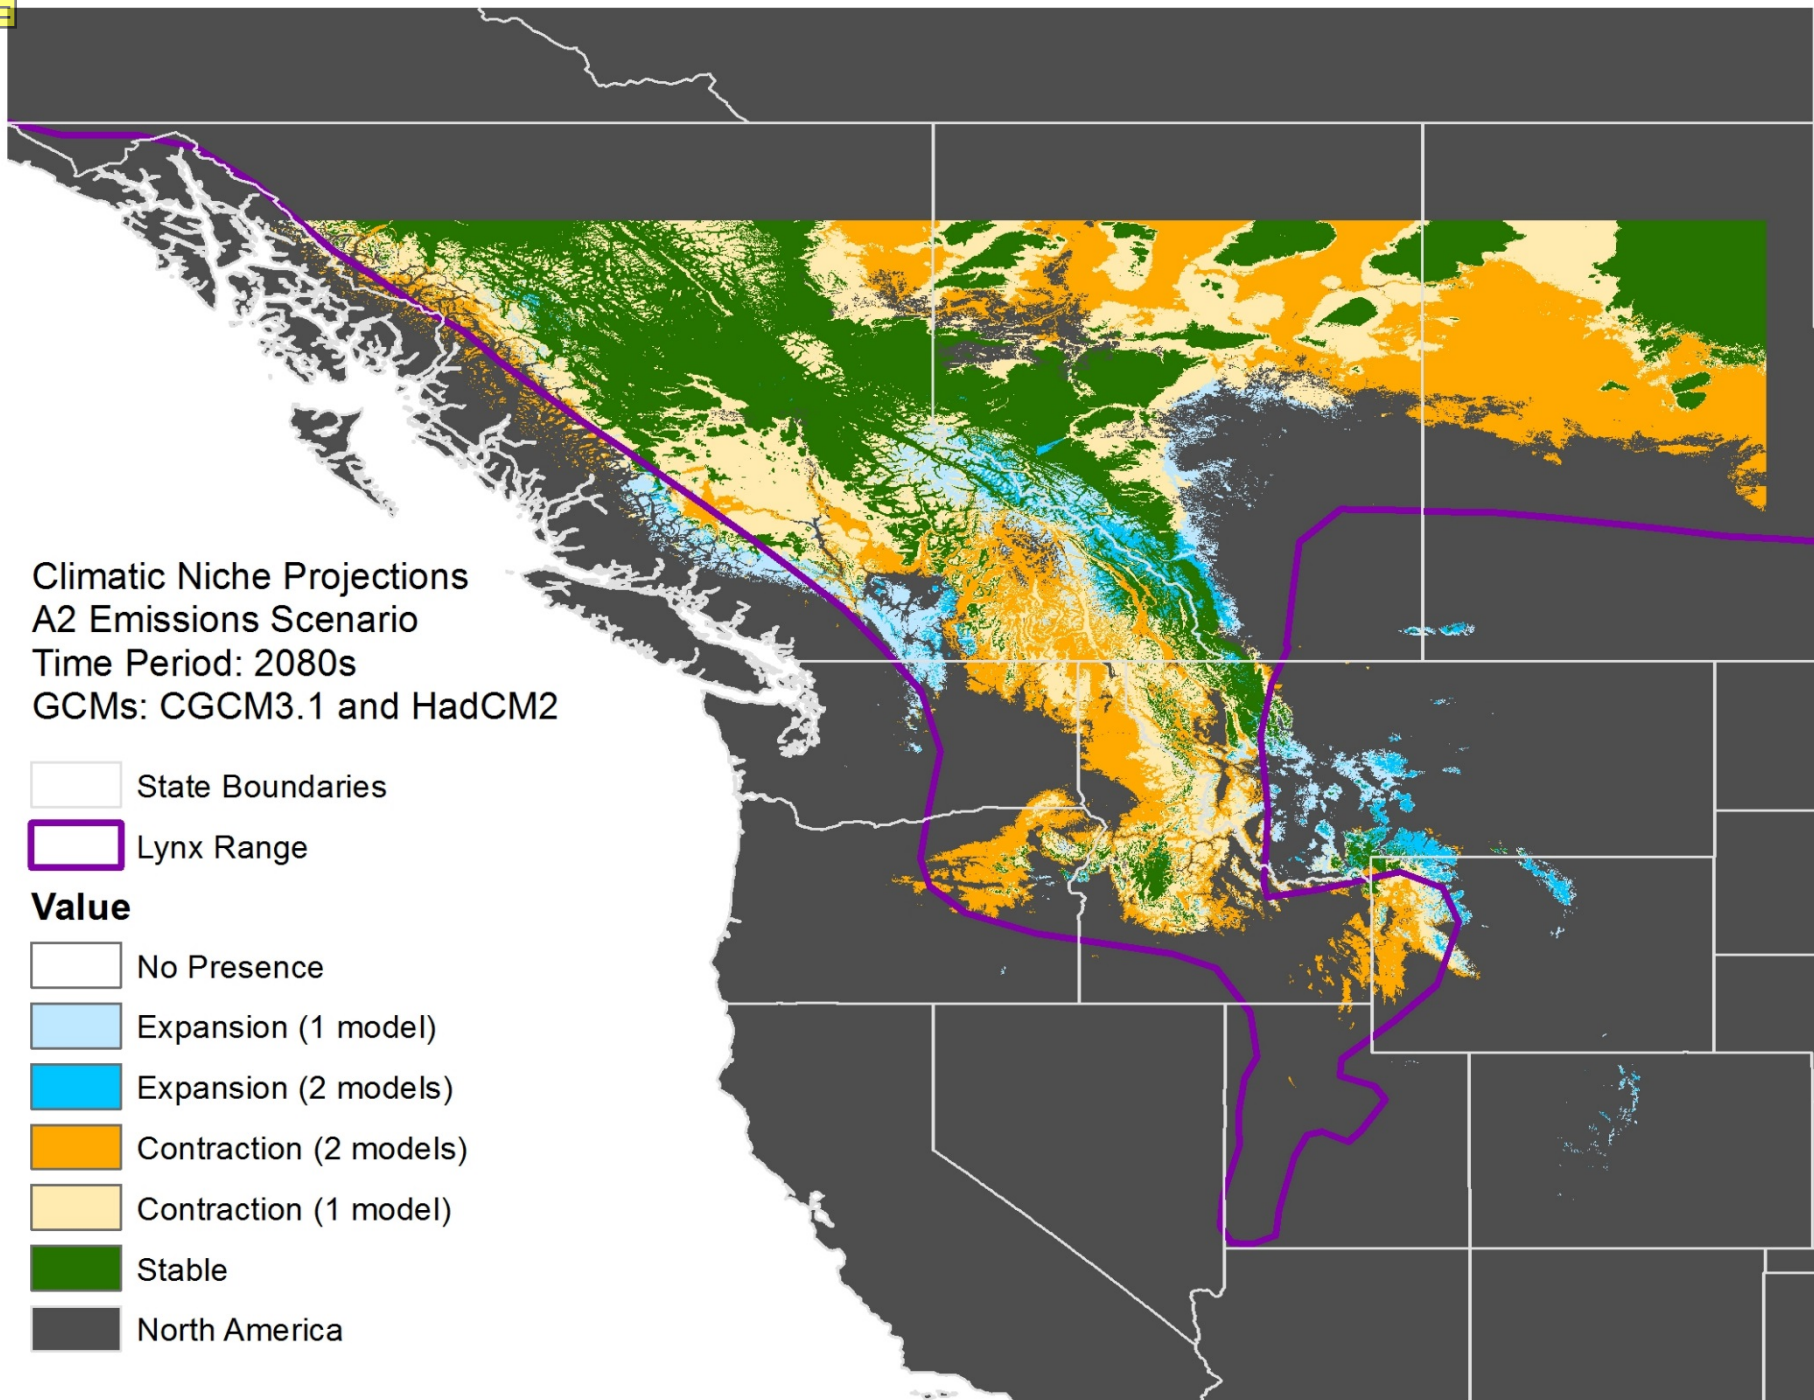 Climatic Niche Projections
A2 Emissions Scenario
Time Period: 2080s
GCMs: CGCM3.1 and HadCM2
State Boundaries
Lynx Range
Value
No Presence
Expansion (1 model)
Expansion (2 models)
Contraction (2 models)
Contraction (1 model)
Stable
North America